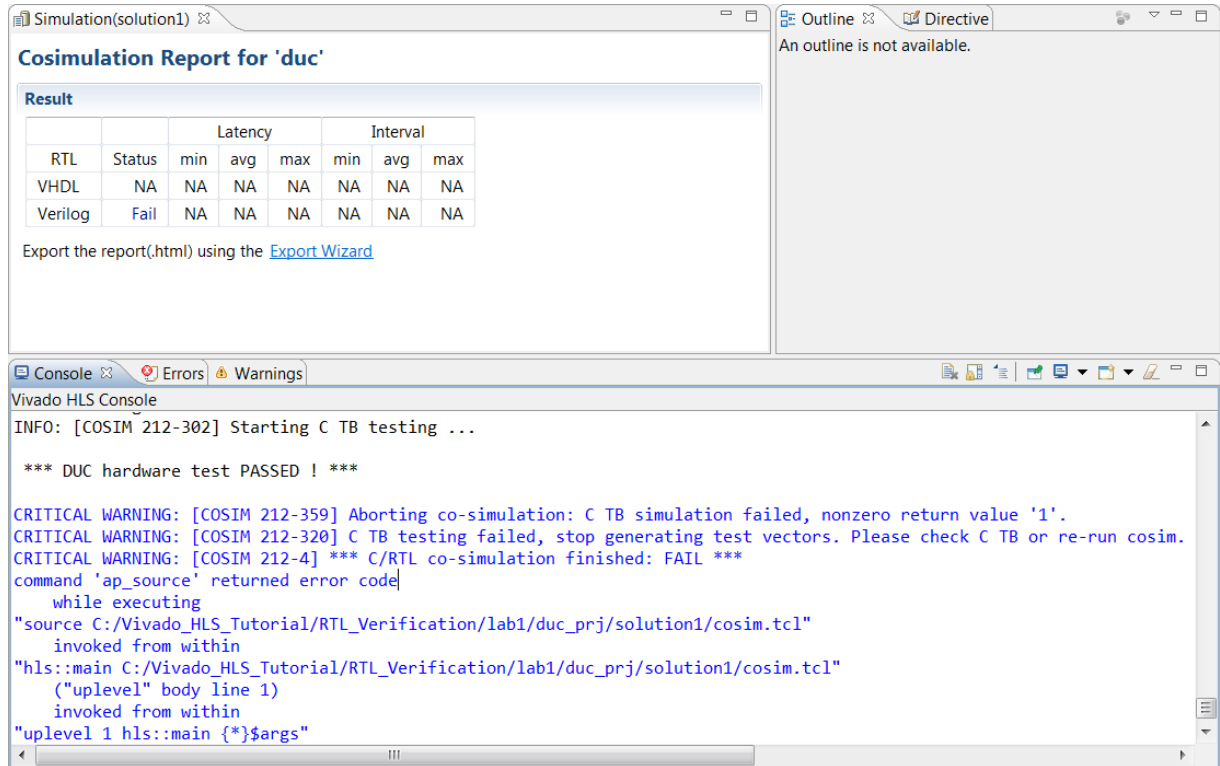 Simulation(solution1)
Outline Directive
An outline is not available.
Cosimulation Report for 'duc'
Result
Latency Interval
RTL Status min avg max min avg max
VHDL NA NA NA NA NA NA NA
Verilog Fail NA NA NA NA NA NA
Export the report(.html) using the Export Wizard
Console Errors Warnings
Vivado HLS Console
INFO: [COSIM 212-302] Starting C TB testing ...
*** DUC hardware test PASSED ! ***
CRITICAL WARNING: [COSIM 212-359] Aborting co-simulation: C TB simulation failed, nonzero return value '1'.
CRITICAL WARNING: [COSIM 212-320] C TB testing failed, stop generating test vectors. Please check C TB or re-run cosim.
CRITICAL WARNING: [COSIM 212-4] *** C/RTL co-simulation finished: FAIL ***
command 'ap_source' returned error code
while executing
"source C:/Vivado_HLS_Tutorial/RTL_Verification/lab1/duc_prj/solution1/cosim.tcl"
invoked from within
"hls::main C:/Vivado_HLS_Tutorial/RTL_Verification/lab1/duc_prj/solution1/cosim.tcl"
("uplevel" body line 1)
invoked from within
"uplevel 1 hls::main {*}$args"